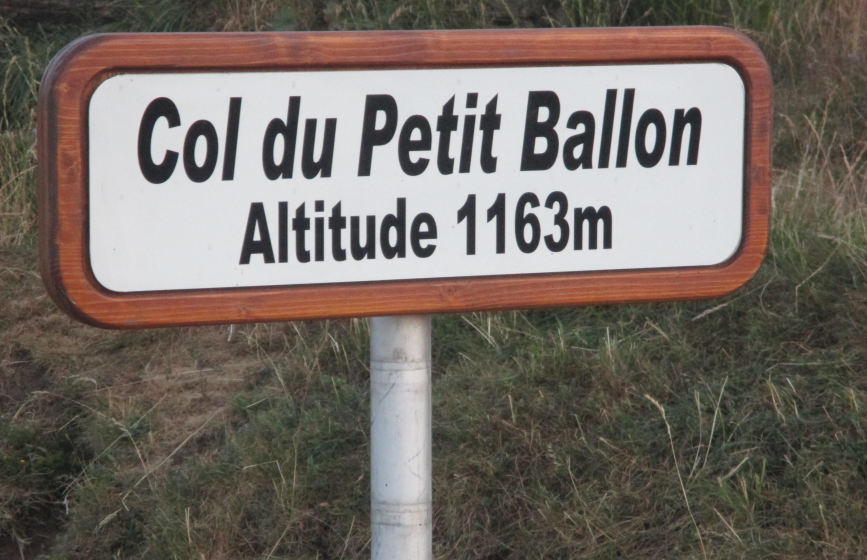 Col du Petit Ballon
Altitude 1163m